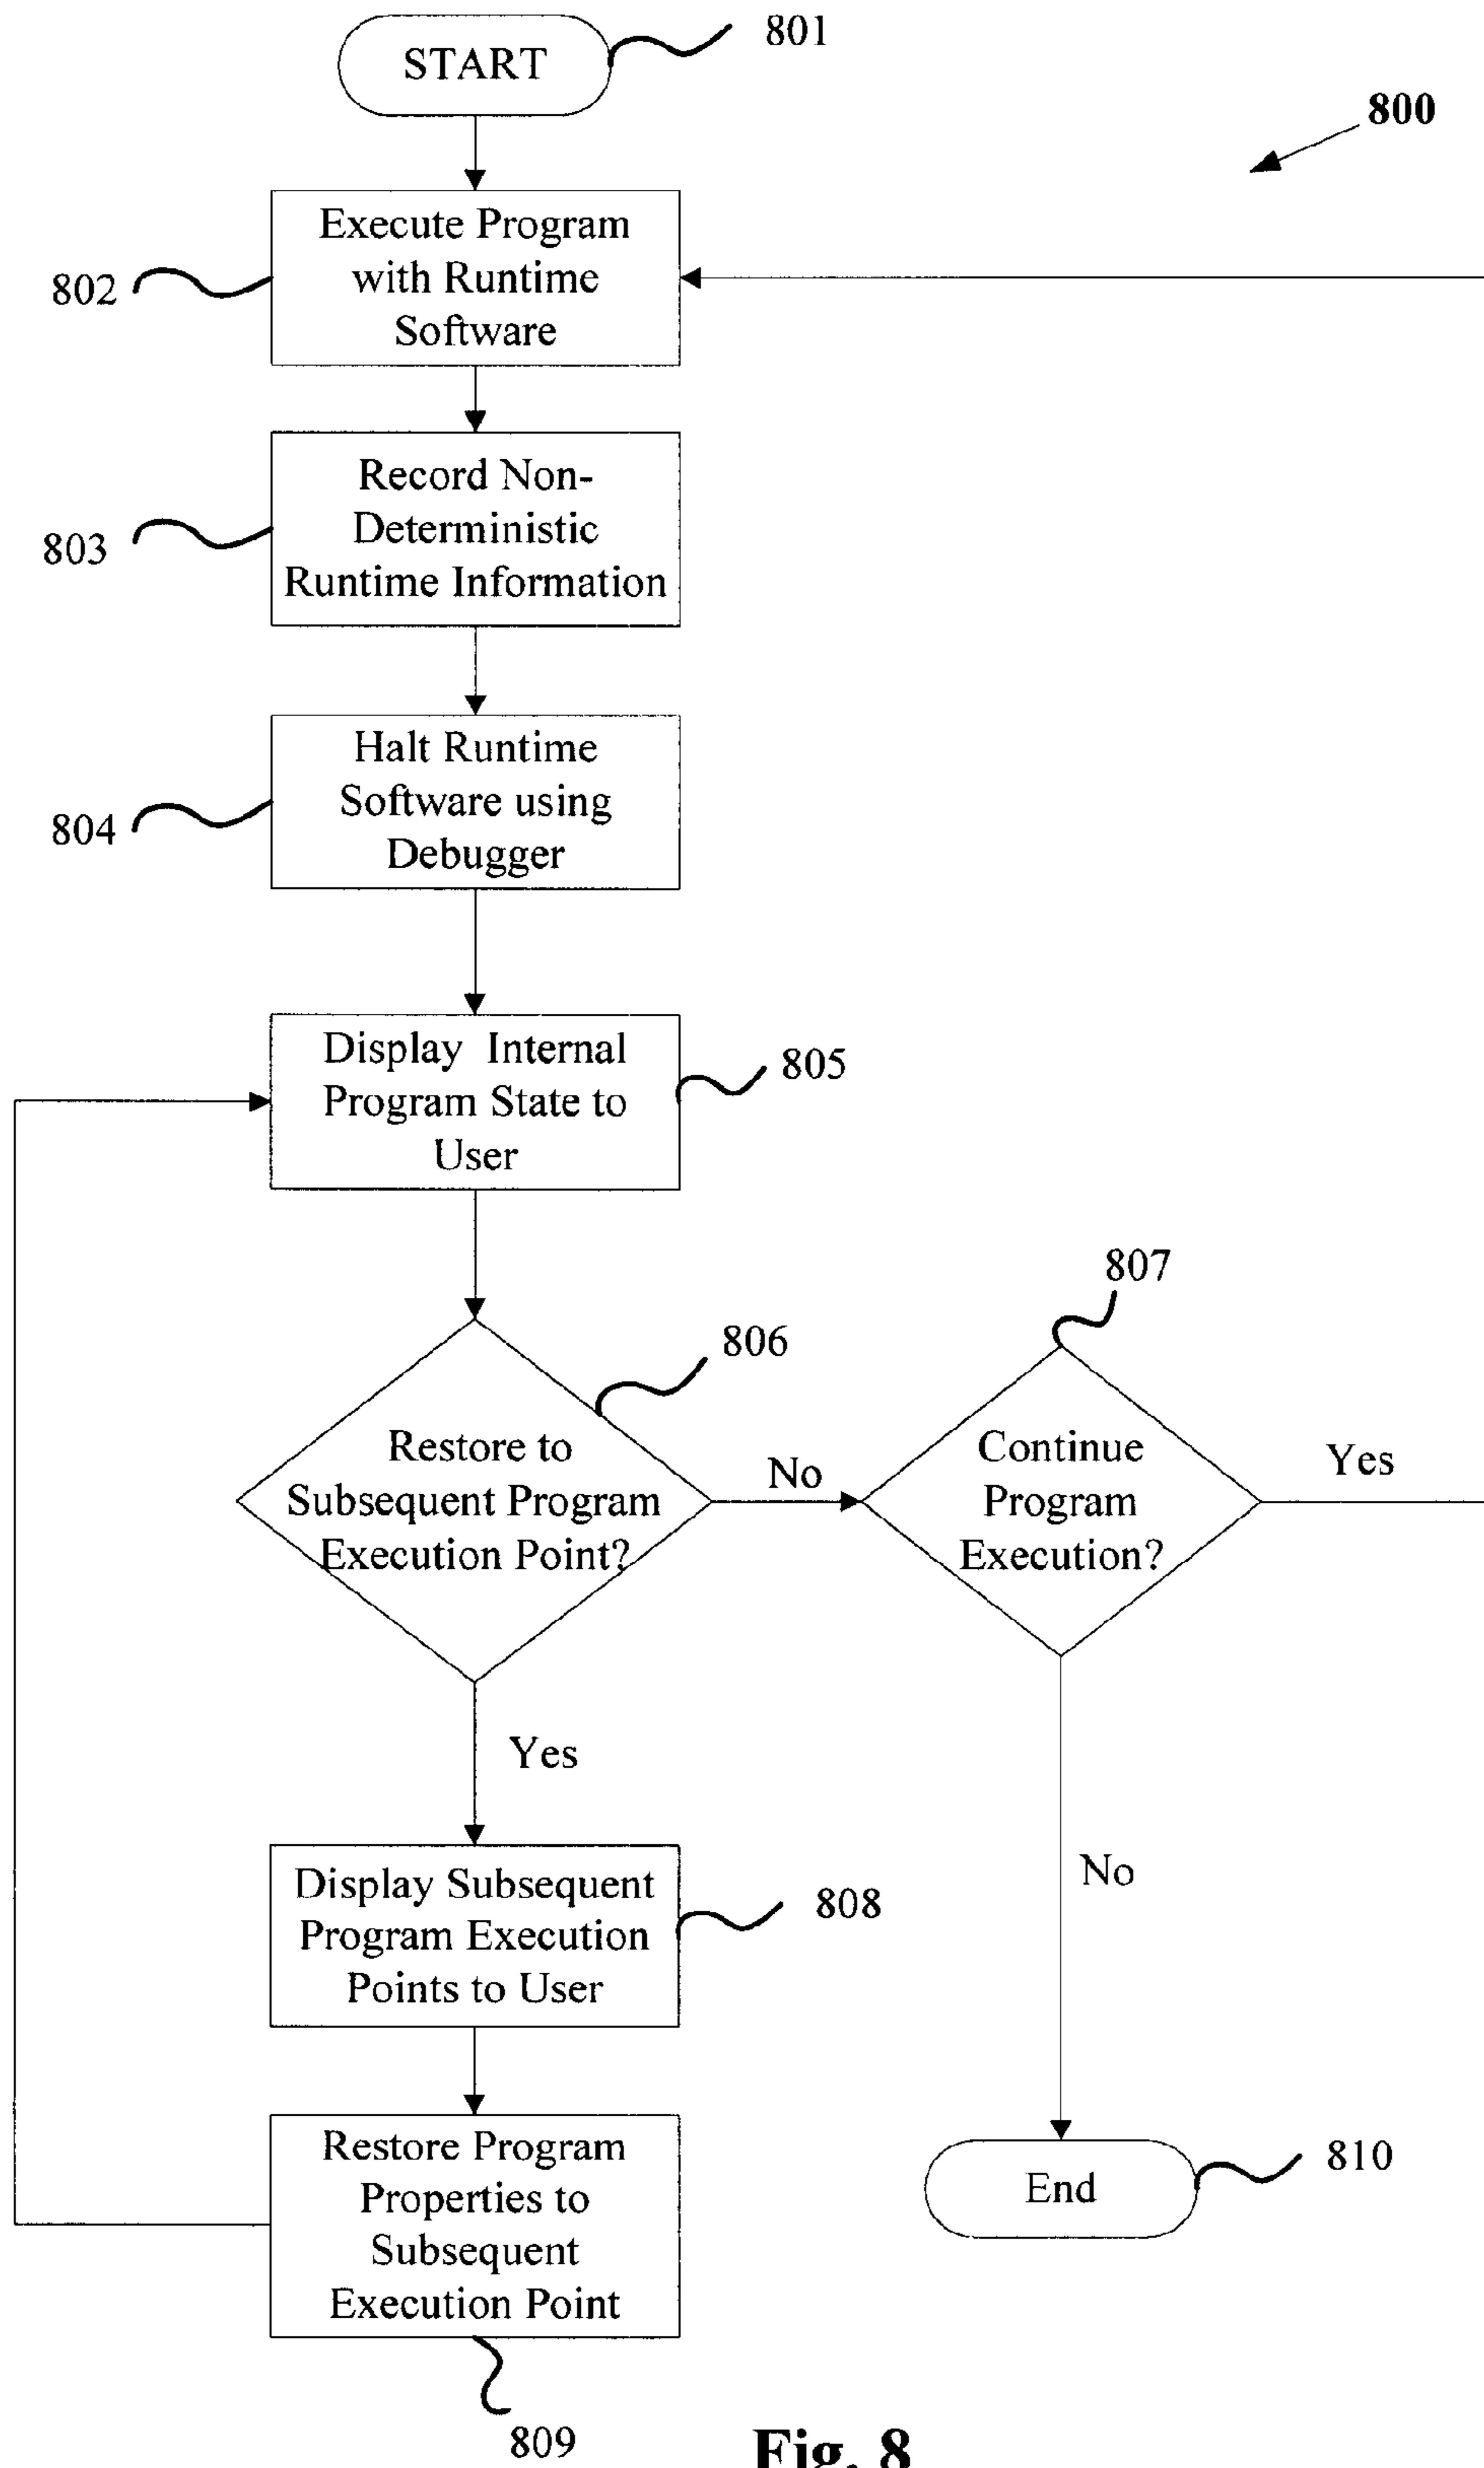 START
801
800
Execute Program
with Runtime
Software
802
Record Non-
Deterministic
Runtime Information
803
Halt Runtime
Software using
Debugger
804
Display Internal
Program State to
User
805
806
Restore to
Subsequent Program
Execution Point?
No
807
Continue
Program
Execution?
Yes
Yes
No
Display Subsequent
Program Execution
Points to User
808
Restore Program
Properties to
Subsequent
Execution Point
809
End
810
Fig. 8